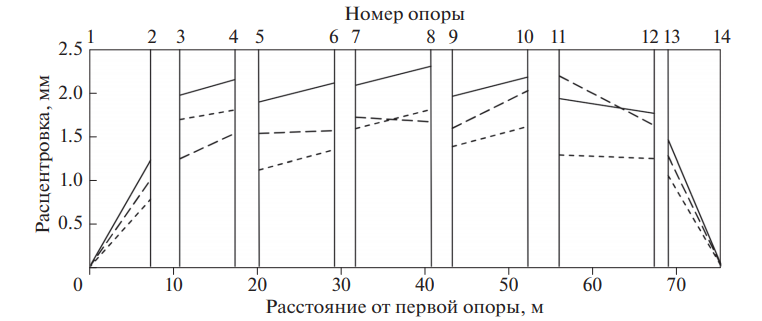 Номер опоры
1 2 3 4 5 6 7 8 9 10 11 12 13 14
2.5
2.0
1.5
1.0
0.5
Расцентровка, мм
0 10 20 30 40 50 60 70
Расстояние от первой опоры, м